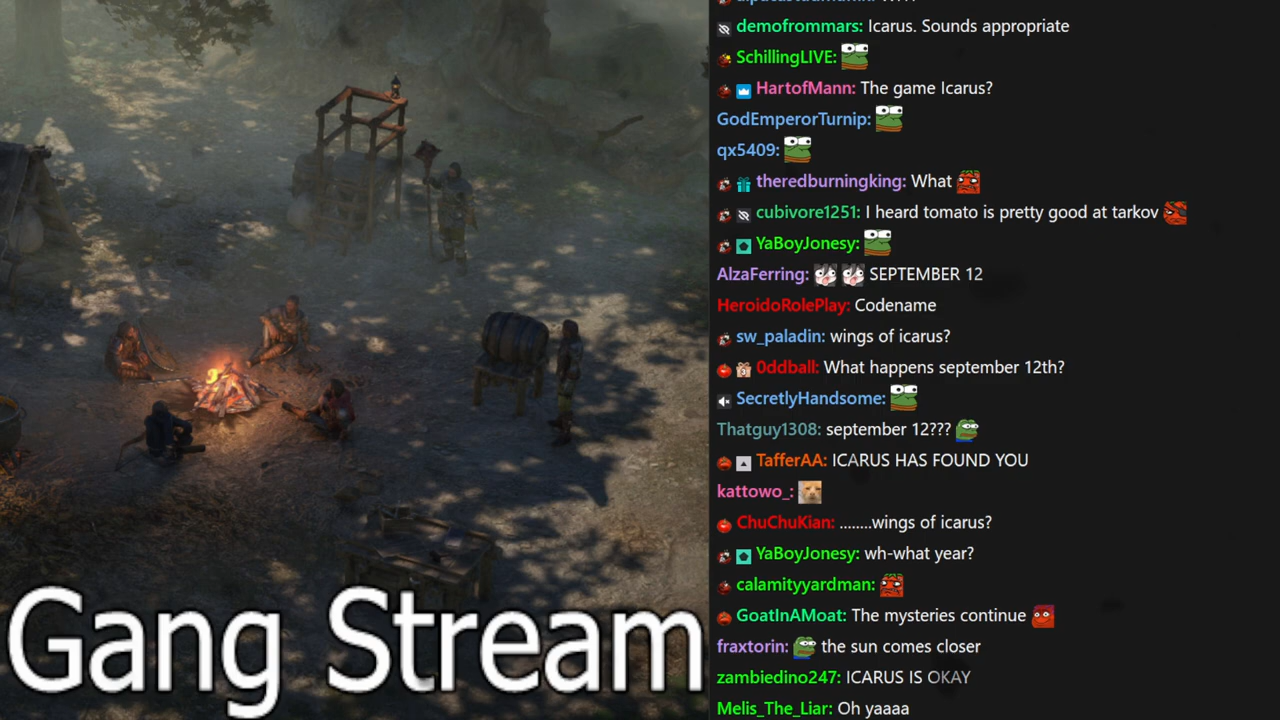 demofrommars: Icarus. Sounds appropriate
SchillingLIVE:
HartofMann: The game Icarus?
GodEmperorTurnip:
qx5409:
theredburningking: What
cubivore1251: I heard tomato is pretty good at tarkov
YaBoyJonesy:
AlzaFerring: SEPTEMBER 12
HeroidoRolePlay: Codename
sw_paladin: wings of icarus?
0ddball: What happens september 12th?
SecretlyHandsome:
Thatguy1308: september 12???
TafferAA: ICARUS HAS FOUND YOU
kattowo_:
ChuChuKian: ........wings of icarus?
YaBoyJonesy: wh-what year?
calamityyardman:
GoatInAMoat: The mysteries continue
fraxtorin: the sun comes closer
zambiedino247: ICARUS IS OKAY
Melis_The_Liar: Oh yaaaa
Gang Stream